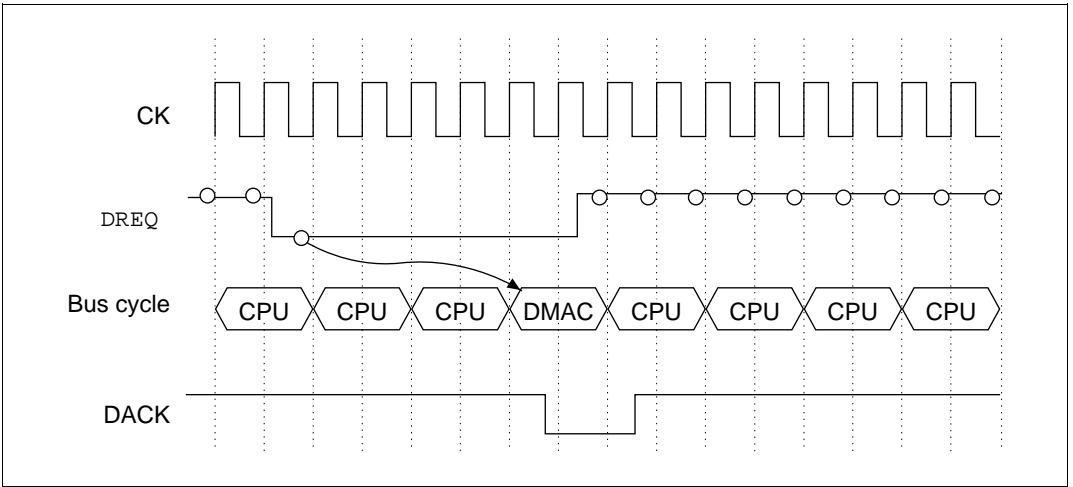 CK
DREQ
Bus cycle CPU CPU CPU DMAC CPU CPU CPU CPU
DACK